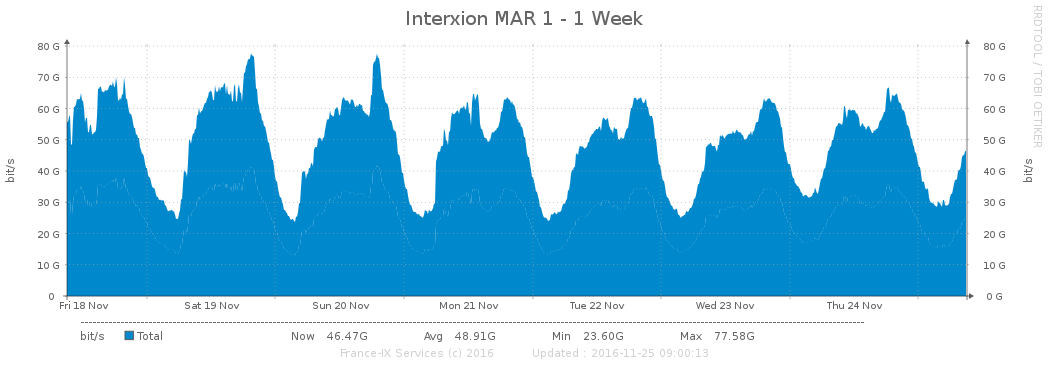 Interxion MAR 1 - 1 Week
RRDTOOL / TOBI OETIKER
bit/s
80 G
70 G
60 G
50 G
40 G
30 G
20 G
10 G
0
80 G
70 G
60 G
50 G
40 G
30 G
20 G
10 G
0 G
bit/s
Fri 18 Nov Sat 19 Nov Sun 20 Nov Mon 21 Nov Tue 22 Nov Wed 23 Nov Thu 24 Nov
bit/s Total Now 46.47G Avg 48.91G Min 23.60G Max 77.58G
France-IX Services (c) 2016 Updated : 2016-11-25 09:00:13